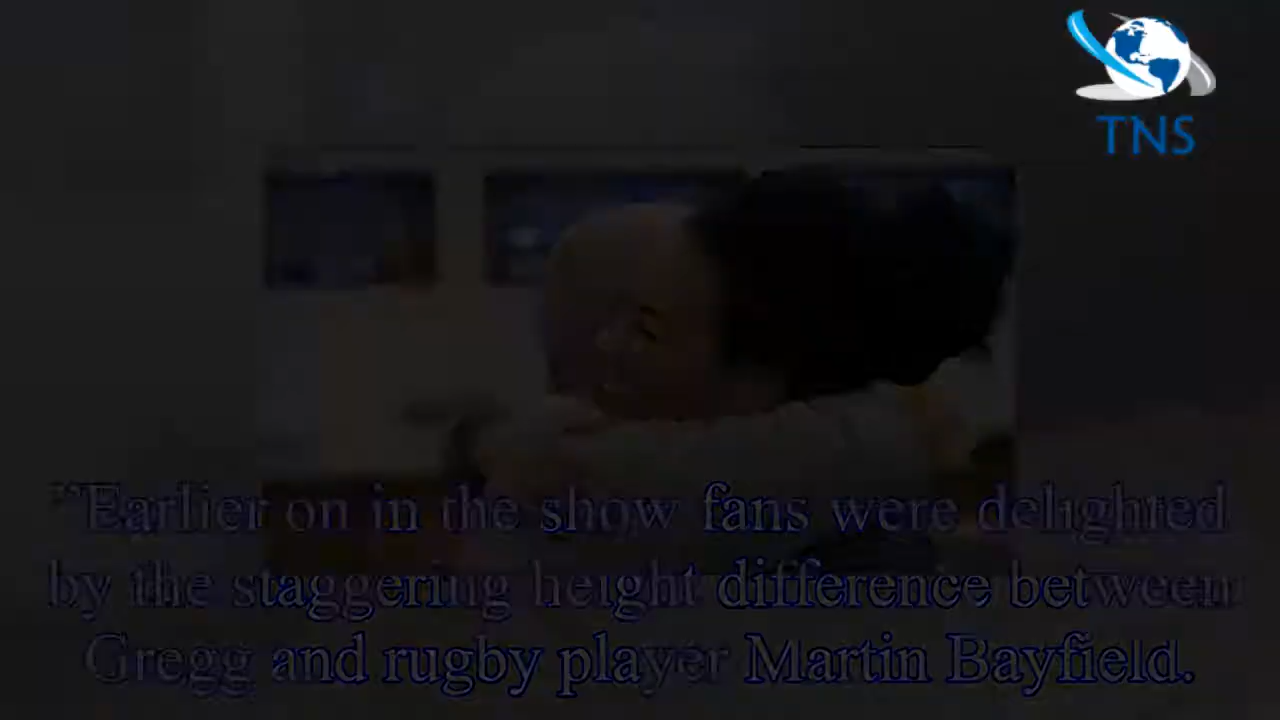 TNS
"Earlier on in the show fans were delighted
by the staggering height difference between
Gregg and rugby player Martin Bayfield.